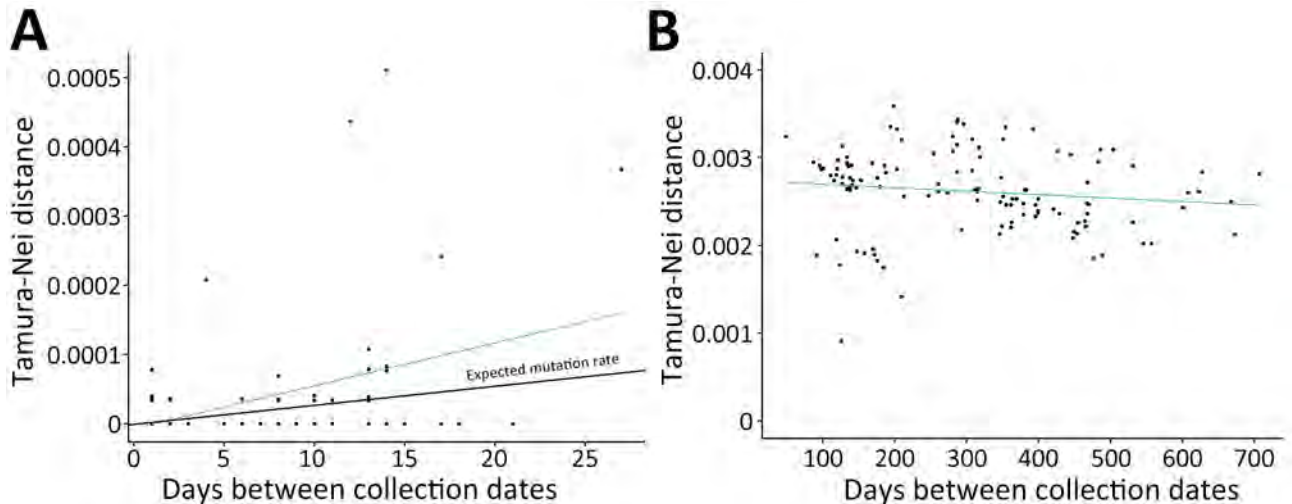 A
Tamura-Nei distance
0.0005
0.0004
0.0003
0.0002
0.0001
0
Expected mutation rate
0 5 10 15 20 25
Days between collection dates
B
Tamura-Nei distance
0.004
0.003
0.002
0.001
0
100 200 300 400 500 600 700
Days between collection dates